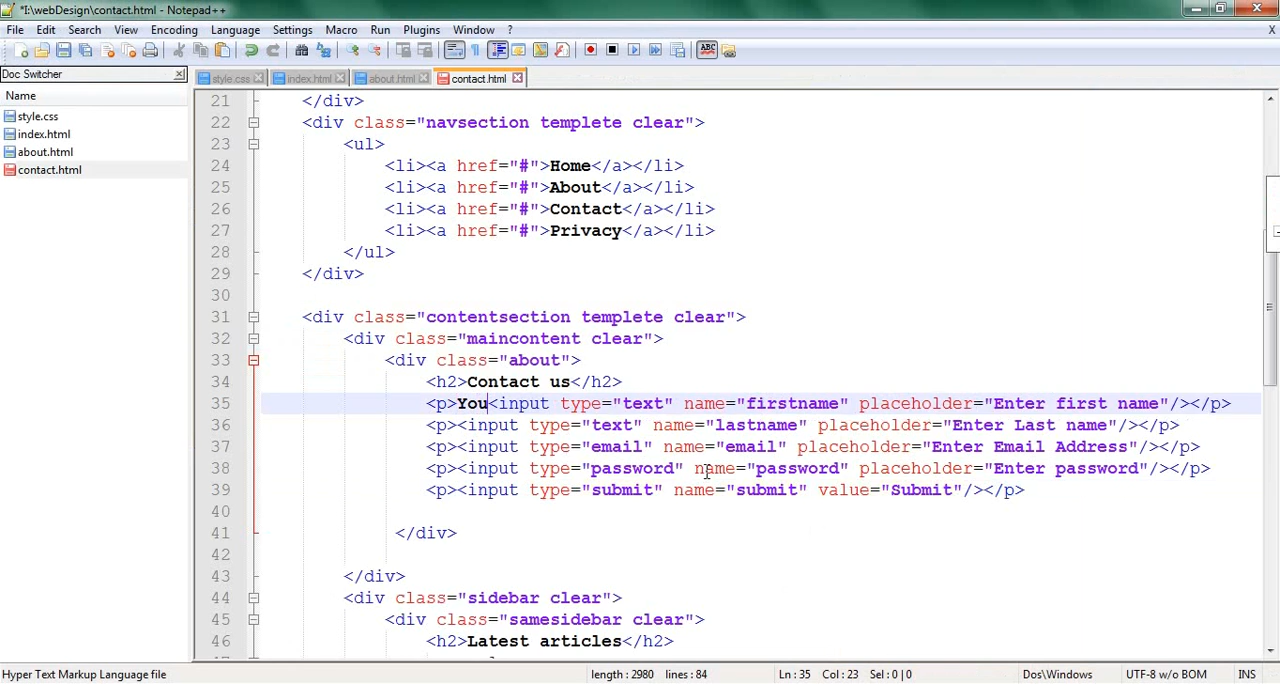 *I:\webDesign\contact.html - Notepad++
File Edit Search View Encoding Language Settings Macro Run Plugins Window ? X
Doc Switcher
style.css index.html about.html contact.html
Name
style.css
index.html
about.html
contact.html
21 </div>
22 <div class="navsection templete clear">
23 <ul>
24 <li><a href="#">Home</a></li>
25 <li><a href="#">About</a></li>
26 <li><a href="#">Contact</a></li>
27 <li><a href="#">Privacy</a></li>
28 </ul>
29 </div>
30
31 <div class="contentsection templete clear">
32 <div class="maincontent clear">
33 <div class="about">
34 <h2>Contact us</h2>
35 <p>You<input type="text" name="firstname" placeholder="Enter first name"/></p>
36 <p><input type="text" name="lastname" placeholder="Enter Last name"/></p>
37 <p><input type="email" name="email" placeholder="Enter Email Address"/></p>
38 <p><input type="password" name="password" placeholder="Enter password"/></p>
39 <p><input type="submit" name="submit" value="Submit"/></p>
40
41 </div>
42
43 </div>
44 <div class="sidebar clear">
45 <div class="samesidebar clear">
46 <h2>Latest articles</h2>
Hyper Text Markup Language file length : 2980 lines : 84 Ln : 35 Col : 23 Sel : 0 | 0 Dos\Windows UTF-8 w/o BOM INS